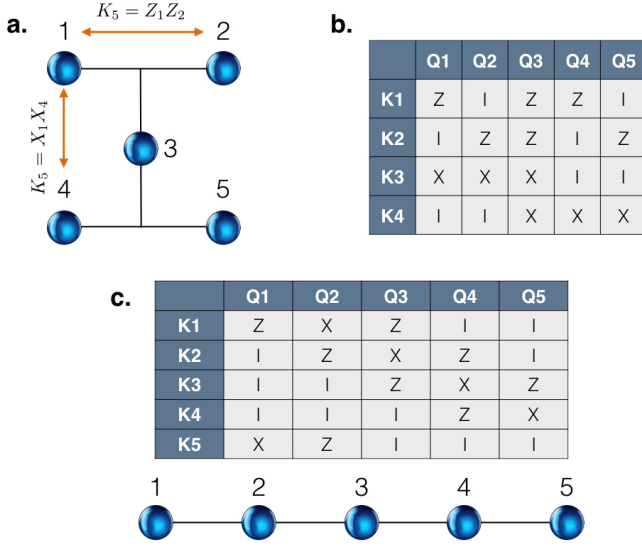 a.
K₅ = Z₁Z₂
1
2
K₅ = X₁X₄
3
4
5
b.
Q1 Q2 Q3 Q4 Q5
K1 Z I Z Z I
K2 I Z Z I Z
K3 X X X I I
K4 I I X X X
c.
Q1 Q2 Q3 Q4 Q5
K1 Z X Z I I
K2 I Z X Z I
K3 I I Z X Z
K4 I I I Z X
K5 X Z I I I
1 2 3 4 5